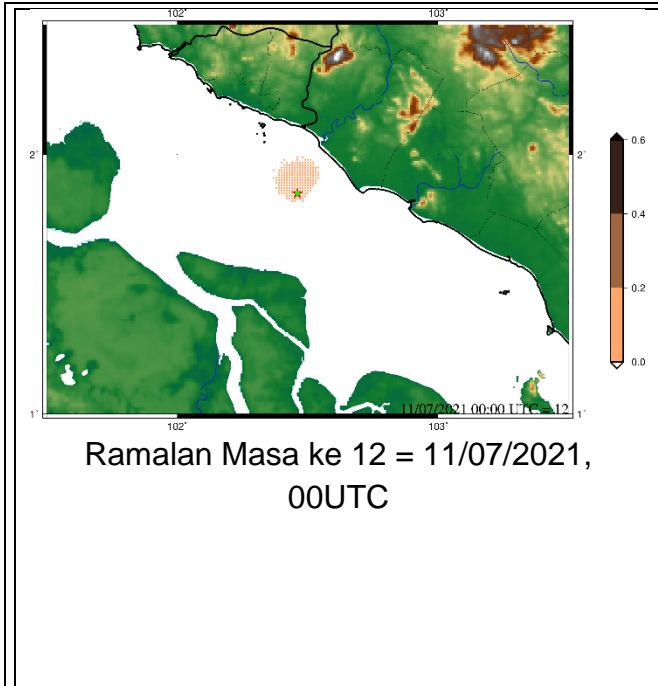 102˚ 103˚
2˚ 2˚
1˚ 1˚
0.6
0.4
0.2
0.0
11/07/2021 00:00 UTC = 12
102˚ 103˚
Ramalan Masa ke 12 = 11/07/2021,
00UTC